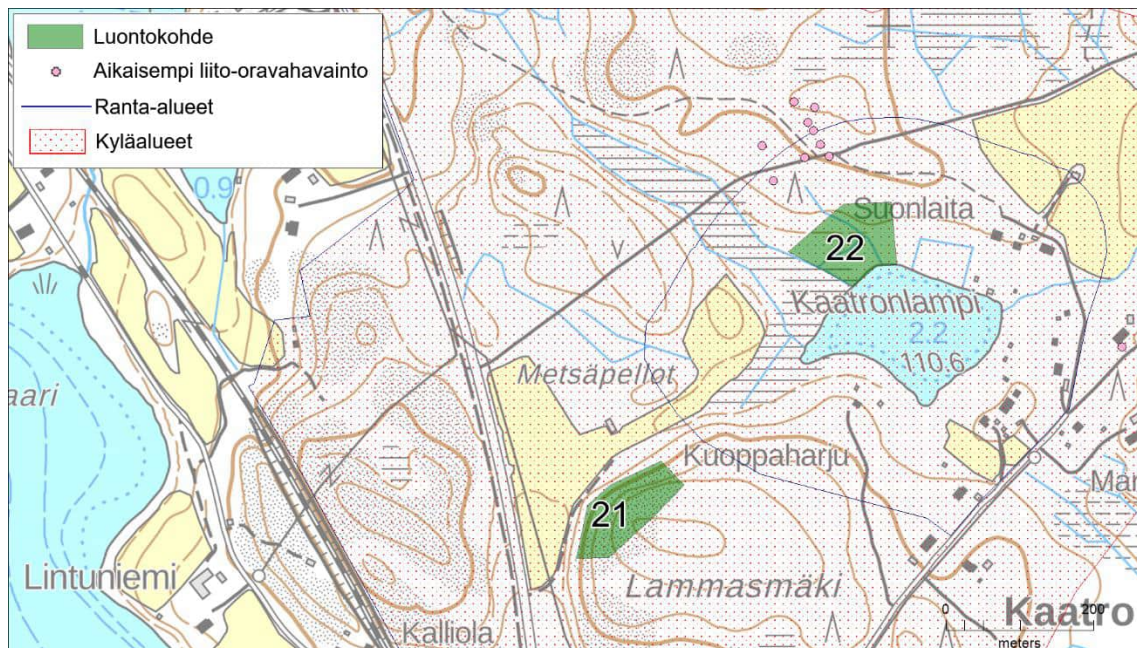 Luontokohde
Aikaisempi liito-oravahavainto
Ranta-alueet
Kyläalueet
0.9
Suonlaita
22
Kaatronlampi
2.2
110.6
aari
Metsäpellot
Kuoppaharju
Mar
21
Lintuniemi
Lammasmäki
0
200
Kaatro
Kalliola
meters